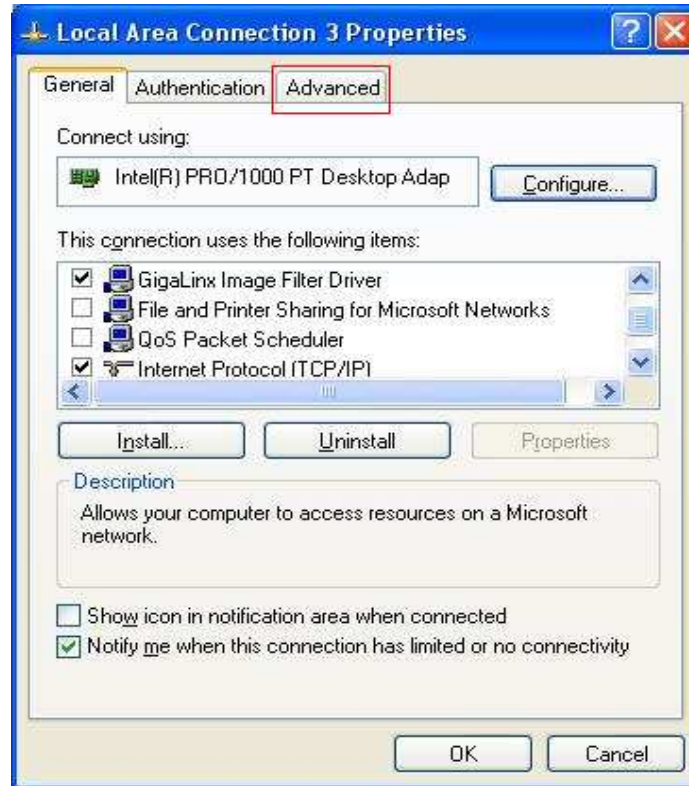 Local Area Connection 3 Properties
General Authentication Advanced
Connect using:
Intel(R) PRO/1000 PT Desktop Adap Configure...
This connection uses the following items:
GigaLinx Image Filter Driver
File and Printer Sharing for Microsoft Networks
QoS Packet Scheduler
Internet Protocol (TCP/IP)
Install... Uninstall Properties
Description
Allows your computer to access resources on a Microsoft
network.
Show icon in notification area when connected
Notify me when this connection has limited or no connectivity
OK Cancel